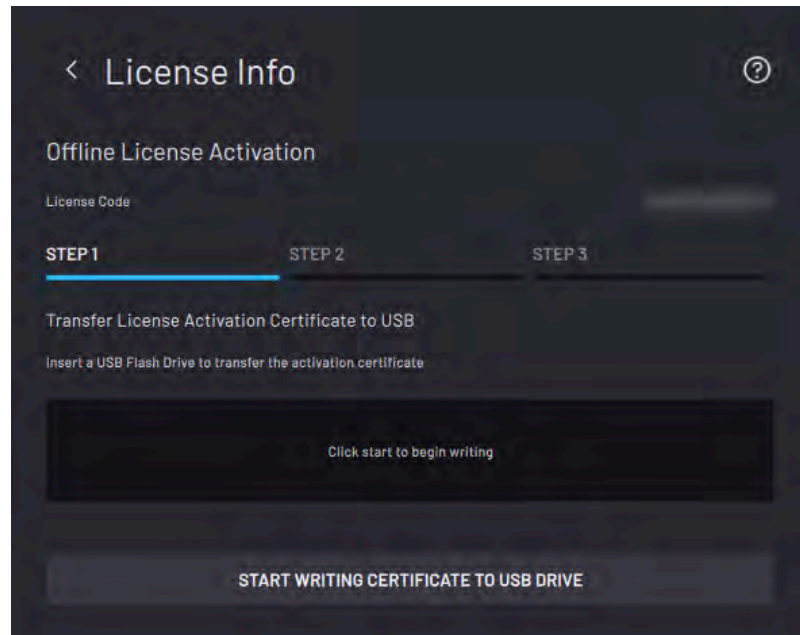 License Info
Offline License Activation
License Code
STEP 1 STEP 2 STEP 3
Transfer License Activation Certificate to USB
Insert a USB Flash Drive to transfer the activation certificate
Click start to begin writing
START WRITING CERTIFICATE TO USB DRIVE